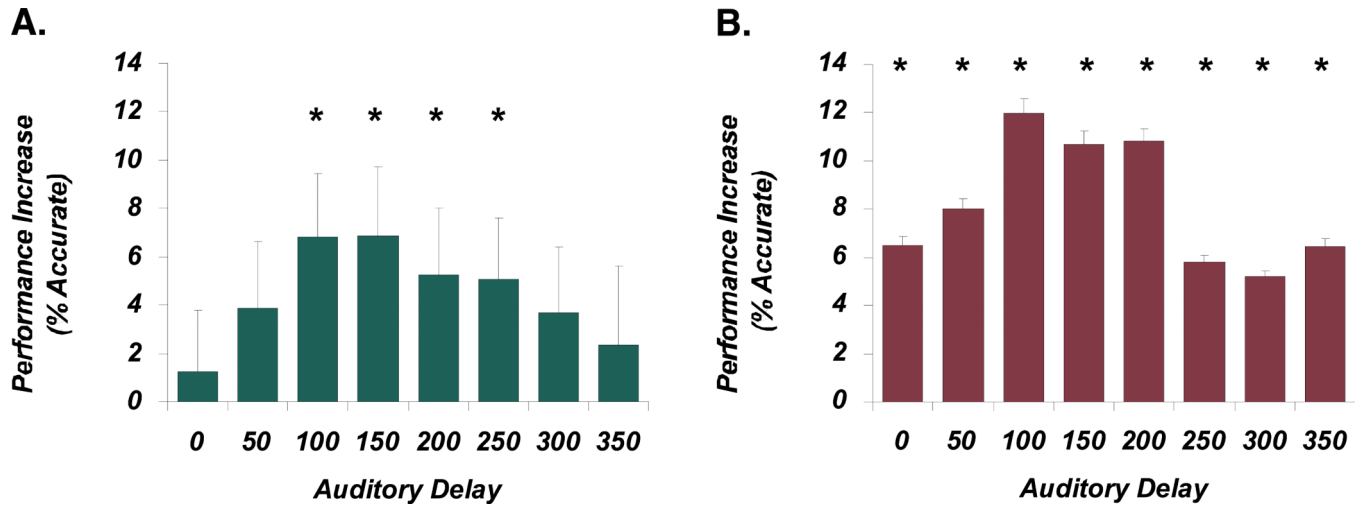 A.
Performance Increase
(% Accurate)
14
12
10
8
6
4
2
0
* * * *
0 50 100 150 200 250 300 350
Auditory Delay
B.
Performance Increase
(% Accurate)
14
12
10
8
6
4
2
0
* * * * * * * *
0 50 100 150 200 250 300 350
Auditory Delay